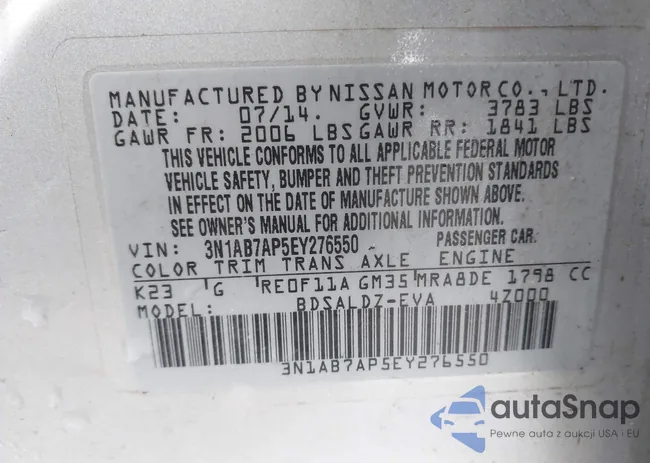 MANUFACTURED BY NISSAN MOTOR CO., LTD.
DATE: 07/14. GVWR: 3783 LBS
GAWR FR: 2006 LBS GAWR RR: 1841 LBS
THIS VEHICLE CONFORMS TO ALL APPLICABLE FEDERAL MOTOR
VEHICLE SAFETY, BUMPER AND THEFT PREVENTION STANDARDS
IN EFFECT ON THE DATE OF MANUFACTURE SHOWN ABOVE.
SEE OWNER'S MANUAL FOR ADDITIONAL INFORMATION.
VIN: 3N1AB7AP5EY276550 PASSENGER CAR.
COLOR TRIM TRANS AXLE ENGINE
K23 G RE0F11A GM35 MRA8DE 1798 CC
MODEL: BDSALDZ-EVA 4Z000
3N1AB7AP5EY276550
autaSnap
Pewne auta z aukcji USA i EU